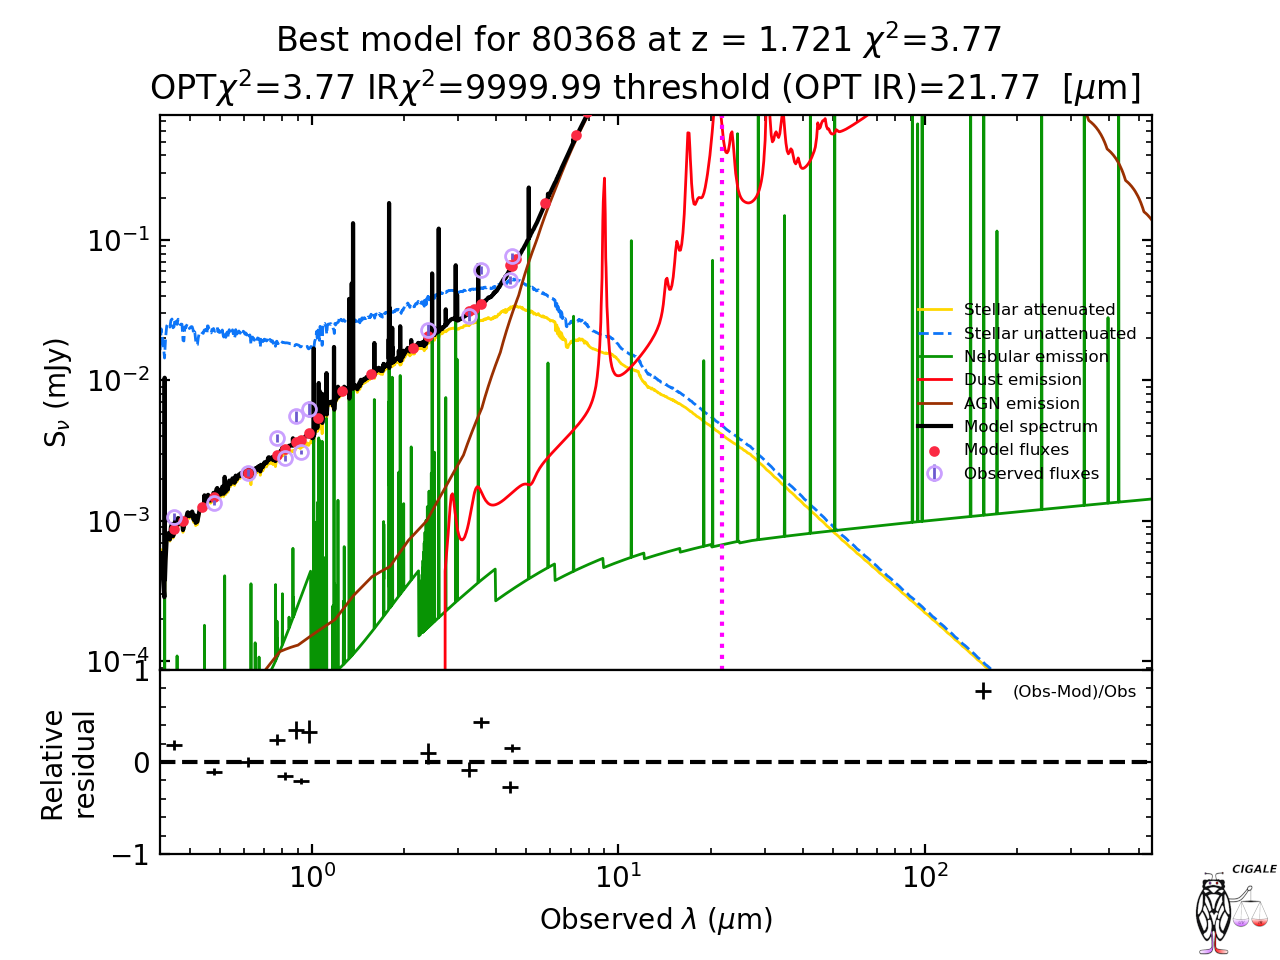 Best model for 80368 at z = 1.721 χ²=3.77
OPTχ²=3.77 IRχ²=9999.99 threshold (OPT IR)=21.77 [μm]
S_ν (mJy)
10⁻¹
10⁻²
10⁻³
10⁻⁴
Stellar attenuated
Stellar unattenuated
Nebular emission
Dust emission
AGN emission
Model spectrum
Model fluxes
Observed fluxes
Relative
residual
1
0
−1
(Obs-Mod)/Obs
10⁰
10¹
10²
Observed λ (μm)
CIGALE